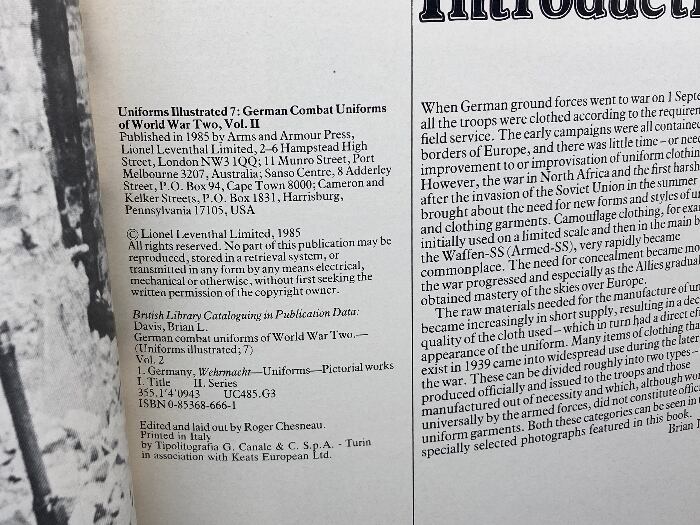 Uniforms Illustrated 7: German Combat Uniforms
of World War Two, Vol. II
Published in 1985 by Arms and Armour Press,
Lionel Leventhal Limited, 2–6 Hampstead High
Street, London NW3 1QQ; 11 Munro Street, Port
Melbourne 3207, Australia; Sanso Centre, 8 Adderley
Street, P.O. Box 94, Cape Town 8000; Cameron and
Kelker Streets, P.O. Box 1831, Harrisburg,
Pennsylvania 17105, USA
© Lionel Leventhal Limited, 1985
All rights reserved. No part of this publication may be
reproduced, stored in a retrieval system, or
transmitted in any form by any means electrical,
mechanical or otherwise, without first seeking the
written permission of the copyright owner.
British Library Cataloguing in Publication Data:
Davis, Brian L.
German combat uniforms of World War Two.—
(Uniforms illustrated; 7)
Vol. 2
1. Germany, Wehrmacht—Uniforms—Pictorial works
I. Title II. Series
355.1'4'0943 UC485.G3
ISBN 0-85368-666-1
Edited and laid out by Roger Chesneau.
Printed in Italy
by Tipolitografia G. Canale & C. S.p.A. - Turin
in association with Keats European Ltd.
When German ground forces went to war on 1 Septe
all the troops were clothed according to the requirem
field service. The early campaigns were all contained
borders of Europe, and there was little time – or need
improvement to or improvisation of uniform clothin
However, the war in North Africa and the first harsh
after the invasion of the Soviet Union in the summer
brought about the need for new forms and styles of un
and clothing garments. Camouflage clothing, for exa
initially used on a limited scale and then in the main b
the Waffen-SS (Armed-SS), very rapidly became
commonplace. The need for concealment became mo
the war progressed and especially as the Allies gradual
obtained mastery of the skies over Europe.
The raw materials needed for the manufacture of un
became increasingly in short supply, resulting in a dec
quality of the cloth used – which in turn had a direct eff
appearance of the uniform. Many items of clothing tha
exist in 1939 came into widespread use during the later
the war. These can be divided roughly into two types –
produced officially and issued to the troops and those
manufactured out of necessity and which, although wo
universally by the armed forces, did not constitute offic
uniform garments. Both these categories can be seen in
specially selected photographs featured in this book.
Brian